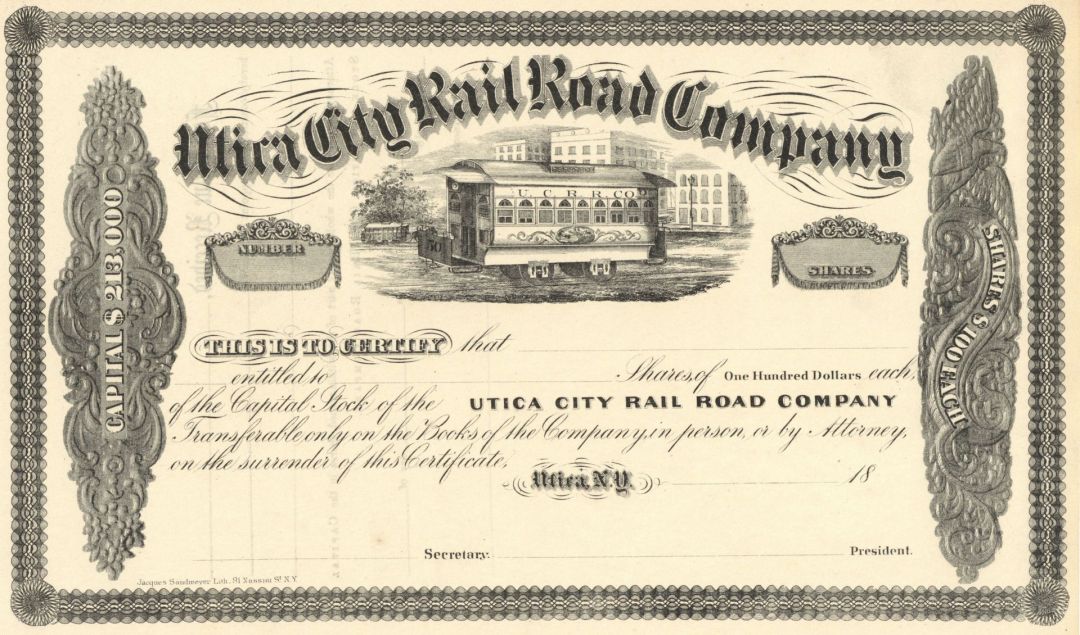 Utica City Rail Road Company
U. C. R. R. CO.
50
NUMBER
SHARES
CAPITAL $ 213,000
SHARES $ 100 EACH
THIS IS TO CERTIFY that
entitled to Shares, of One Hundred Dollars each,
of the Capital Stock of the UTICA CITY RAIL ROAD COMPANY
Transferable only on the Books of the Company, in person, or by Attorney,
on the surrender of this Certificate.
Utica, N.Y. 18
Secretary. President.
Jacques Sandmeyer Lith. 91 Nassau St. N.Y